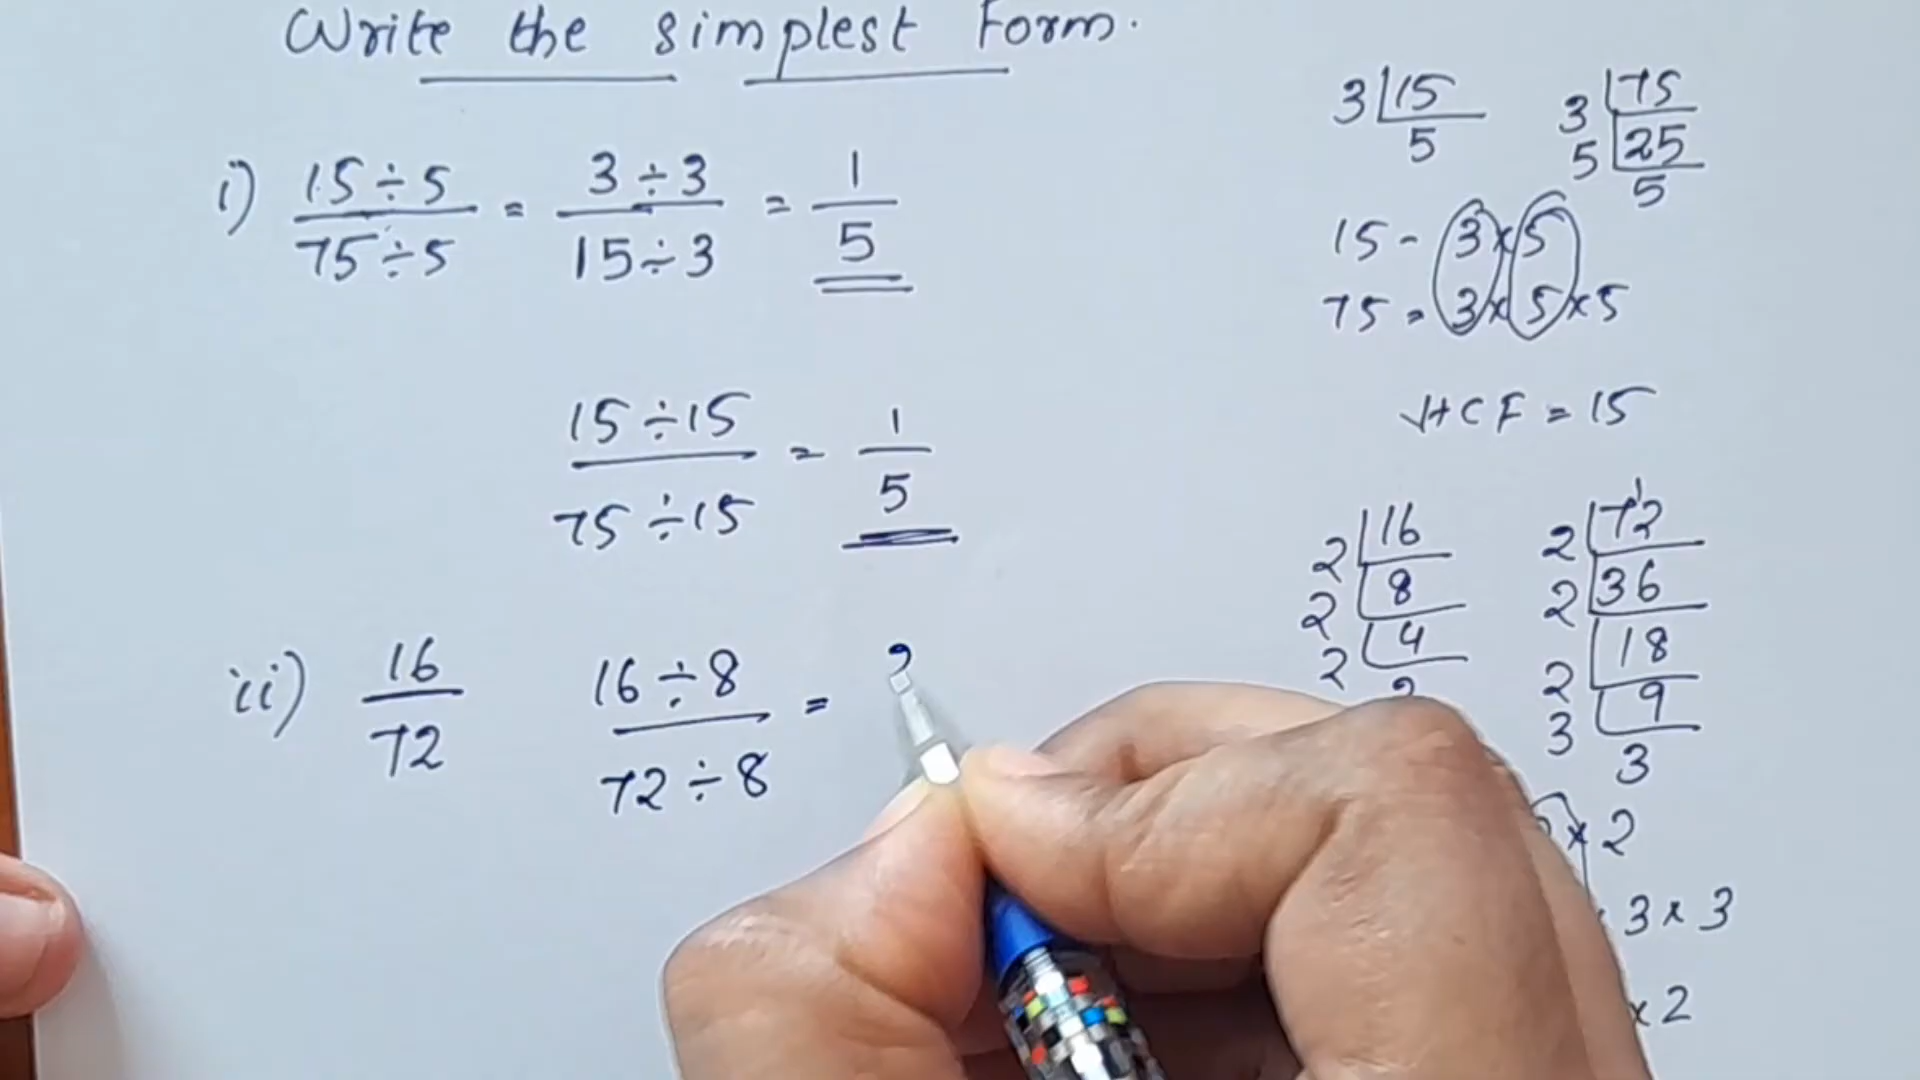 Write the simplest Form.
i) 15÷5/75÷5 = 3÷3/15÷3 = 1/5
15÷15/75÷15 = 1/5
ii) 16/72 16÷8/72÷8 =
3 | 15
5
3 | 75
5 | 25
5
15 - 3×5
75 = 3×5×5
HCF = 15
2 | 16
2 | 8
2 | 4
2 | 72
2 | 36
2 | 18
3 | 9
3
× 2
3 × 3
× 2